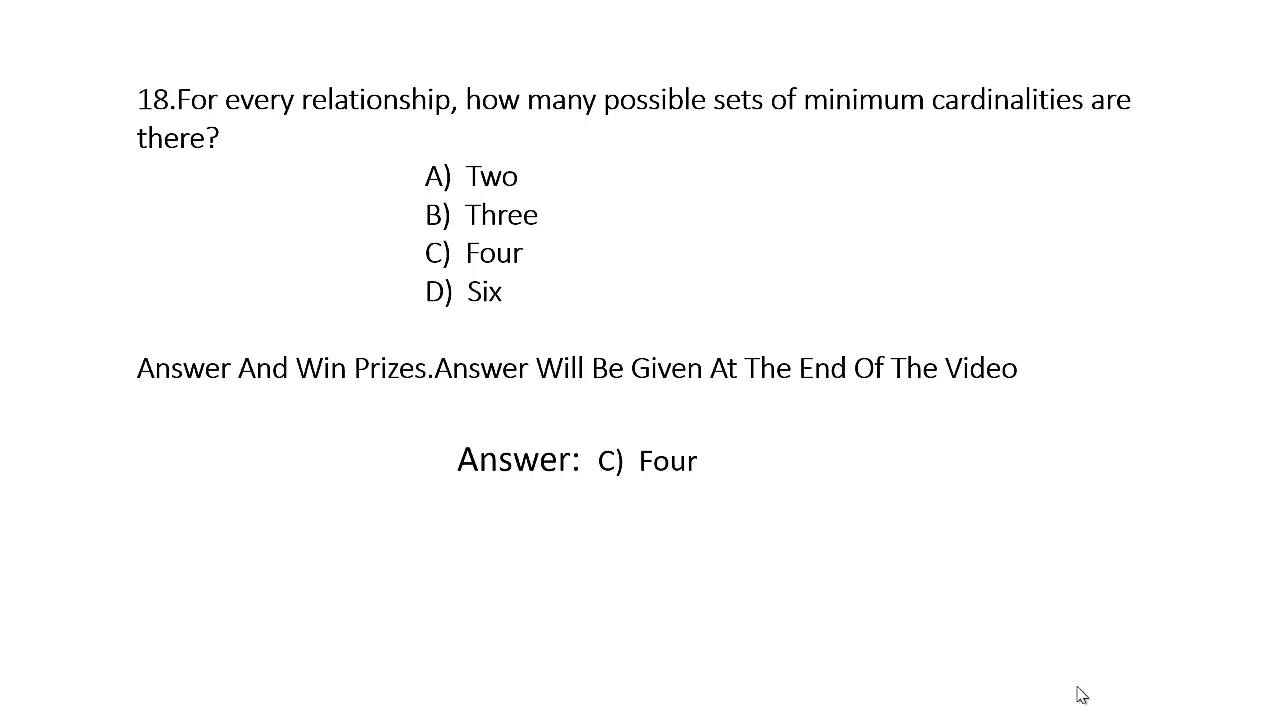 18.For every relationship, how many possible sets of minimum cardinalities are
there?
A) Two
B) Three
C) Four
D) Six
Answer And Win Prizes.Answer Will Be Given At The End Of The Video
Answer: C) Four